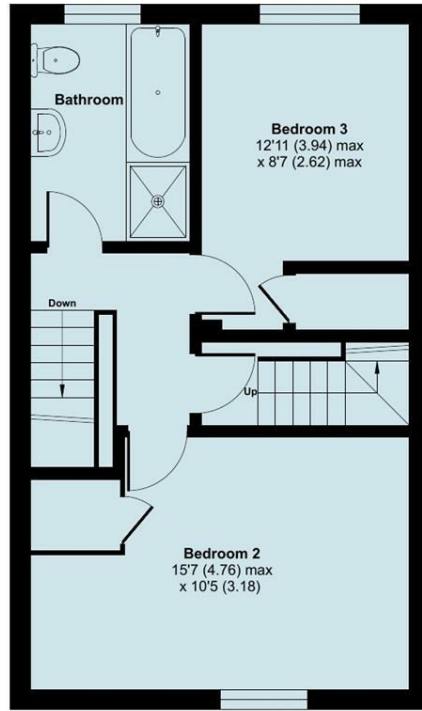 Bathroom
Bedroom 3
12'11 (3.94) max
x 8'7 (2.62) max
Down
Up
Bedroom 2
15'7 (4.76) max
x 10'5 (3.18)